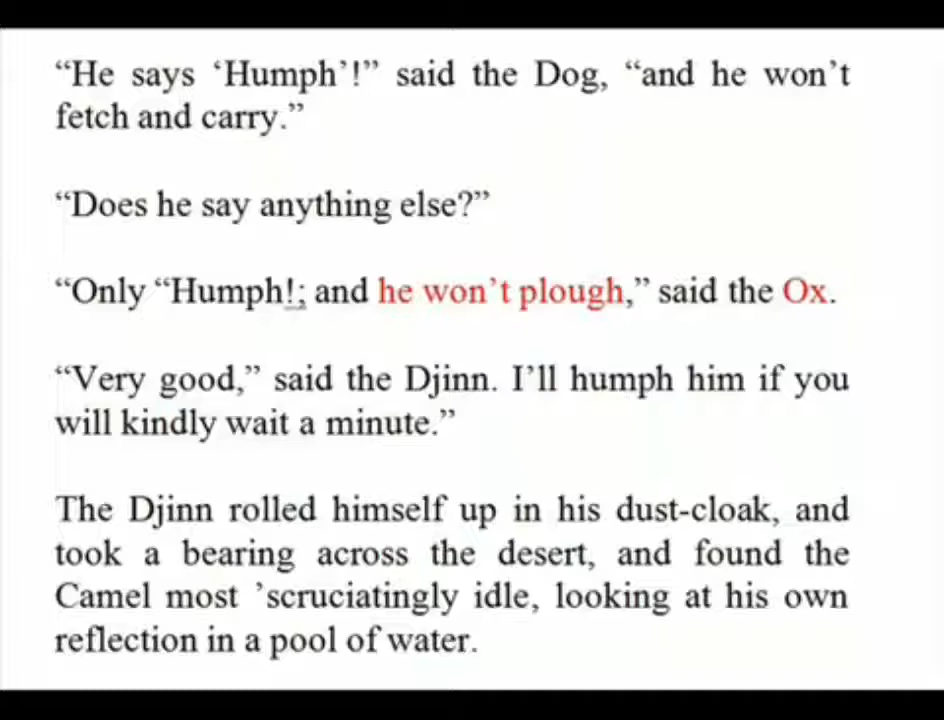 “He says ‘Humph’!” said the Dog, “and he won’t
fetch and carry.”
“Does he say anything else?”
“Only “Humph!; and he won’t plough,” said the Ox.
“Very good,” said the Djinn. I’ll humph him if you
will kindly wait a minute.”
The Djinn rolled himself up in his dust-cloak, and
took a bearing across the desert, and found the
Camel most ’scruciatingly idle, looking at his own
reflection in a pool of water.